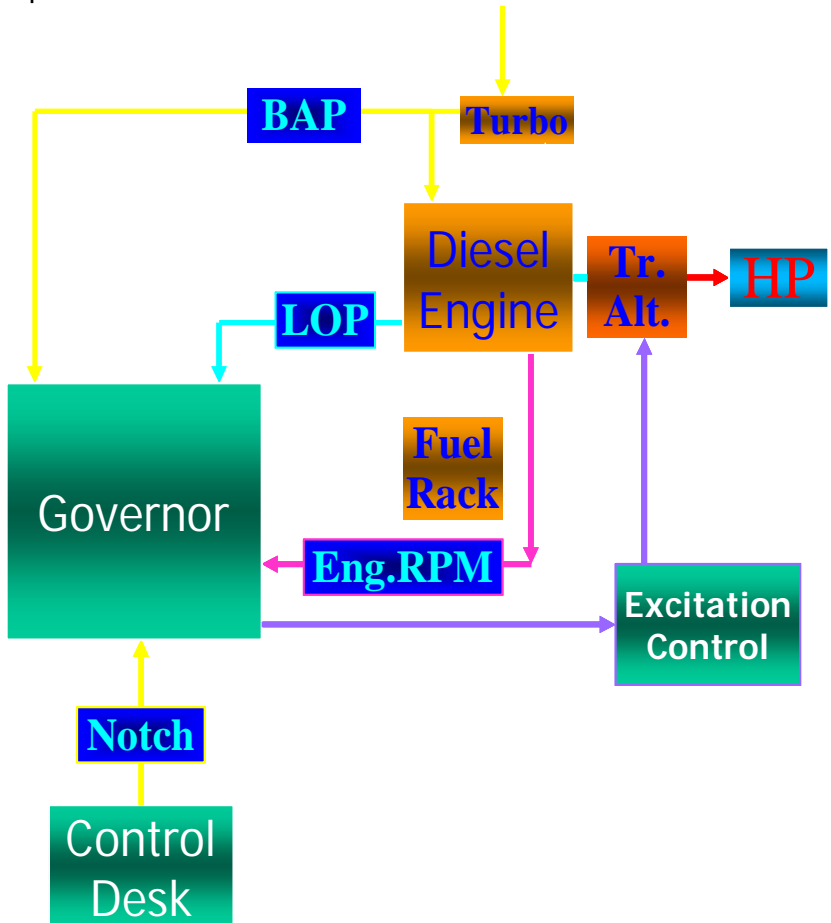 BAP
Turbo
Diesel
Engine
Tr.
Alt.
HP
LOP
Fuel
Rack
Governor
Eng.RPM
Excitation
Control
Notch
Control
Desk